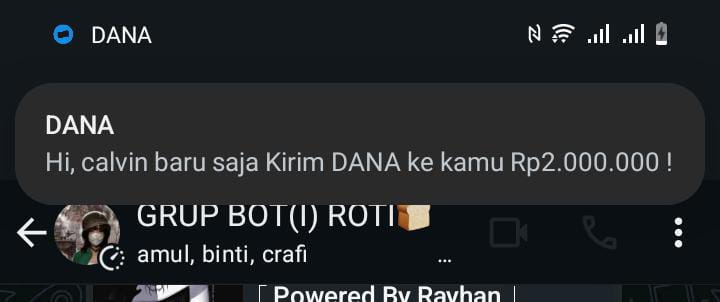 DANA
DANA
Hi, calvin baru saja Kirim DANA ke kamu Rp2.000.000 !
GRUP BOT(I) ROTI🍞
amul, binti, crafi ...
Powered By Rayhan